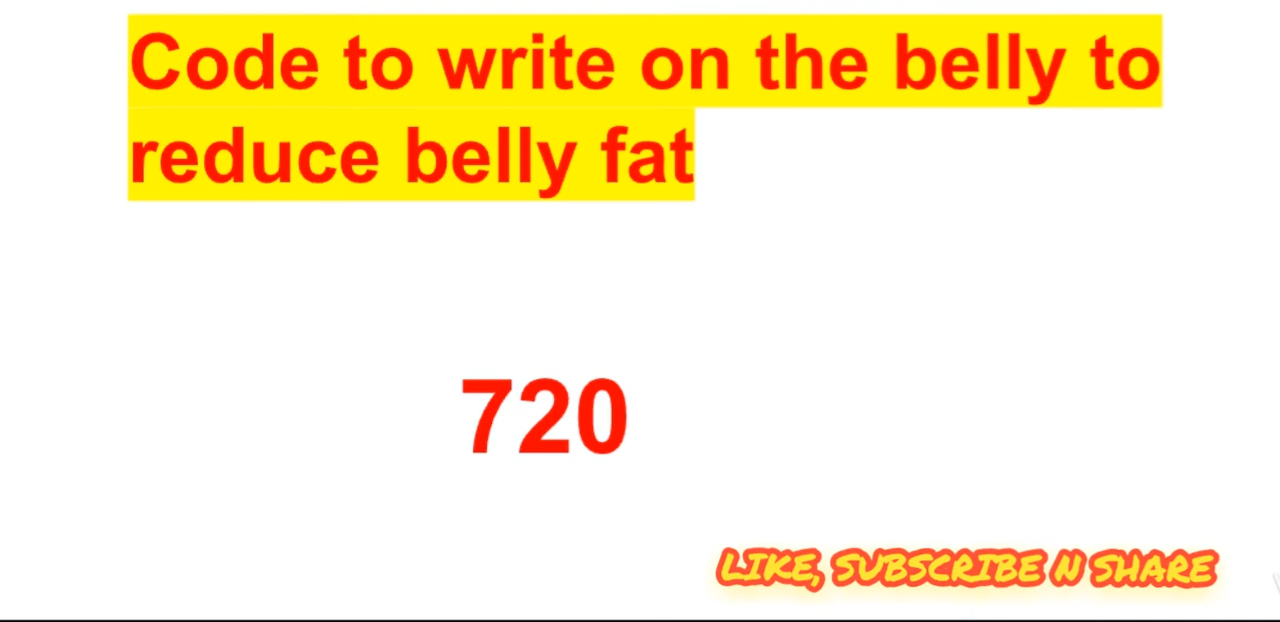 Code to write on the belly to
reduce belly fat
720
LIKE, SUBSCRIBE N SHARE